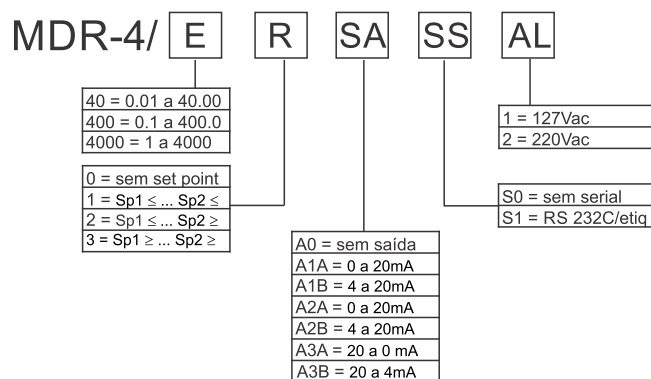 MDR-4/ E R SA SS AL
40 = 0.01 a 40.00
400 = 0.1 a 400.0
4000 = 1 a 4000
1 = 127Vac
2 = 220Vac
0 = sem set point
1 = Sp1 ≤ ... Sp2 ≤
2 = Sp1 ≤ ... Sp2 ≥
3 = Sp1 ≥ ... Sp2 ≥
S0 = sem serial
S1 = RS 232C/etiq
A0 = sem saída
A1A = 0 a 20mA
A1B = 4 a 20mA
A2A = 0 a 20mA
A2B = 4 a 20mA
A3A = 20 a 0 mA
A3B = 20 a 4mA